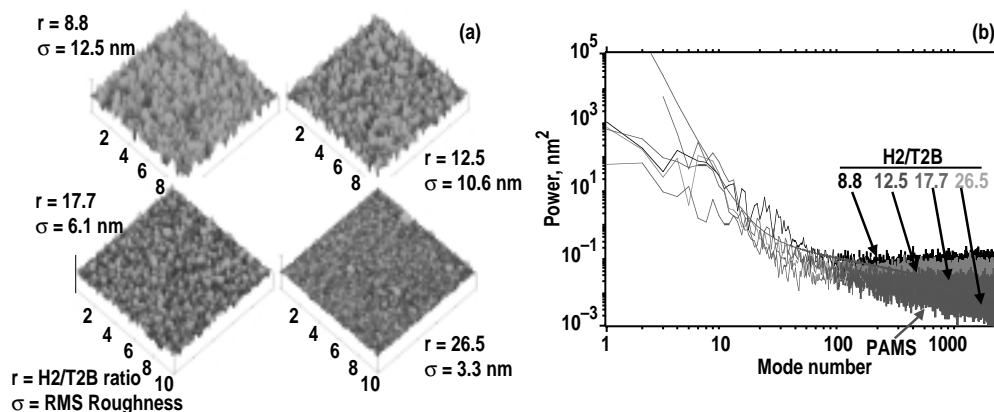 r = 8.8
σ = 12.5 nm
(a)
2
4
6
8
2
4
6
8
r = 12.5
σ = 10.6 nm
r = 17.7
σ = 6.1 nm
2
4
6
8
10
2
4
6
8
10
r = 26.5
σ = 3.3 nm
r = H2/T2B ratio
σ = RMS Roughness
(b)
Power, nm2
10^5
10^3
10^1
10^-1
10^-3
H2/T2B
8.8 12.5 17.7 26.5
PAMS
1 10 100 1000
Mode number